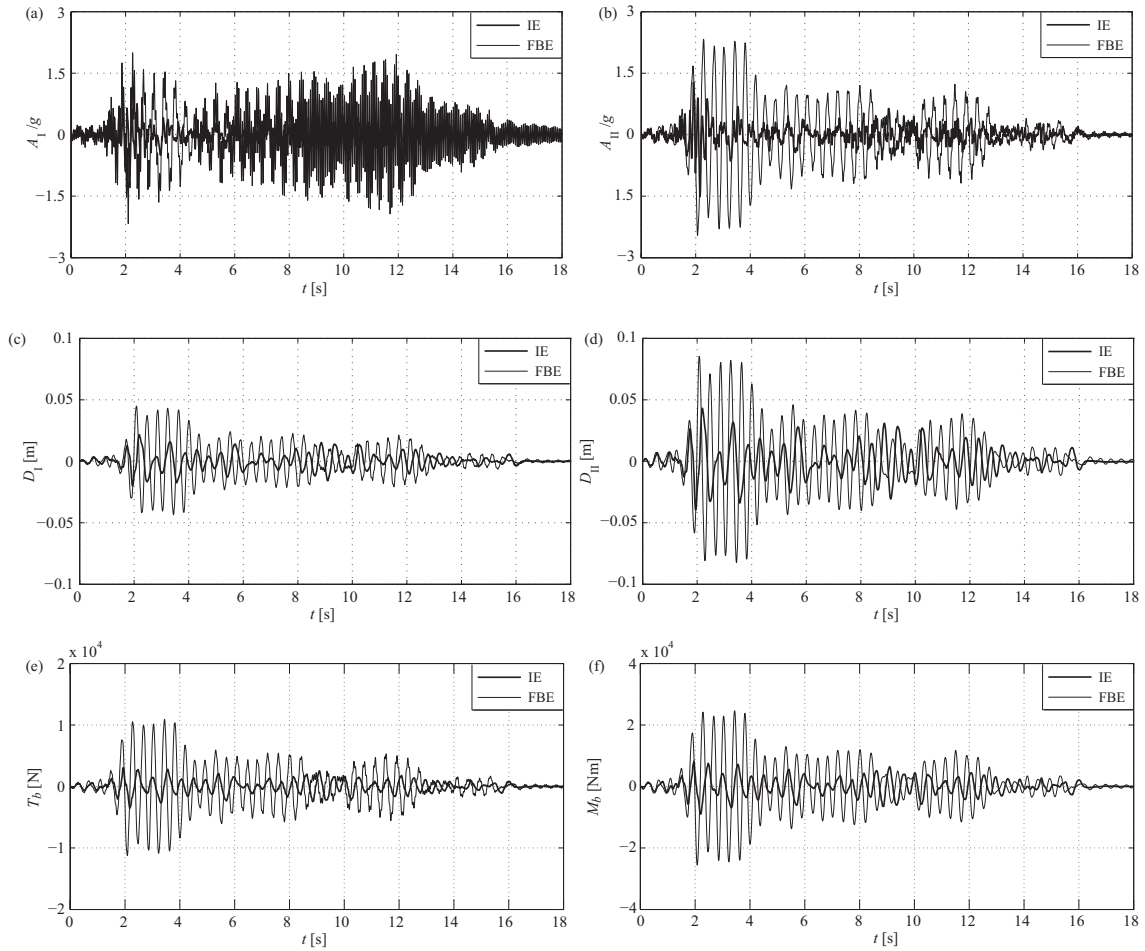 (a)
3
1.5
0
−1.5
−3
A_I /g
IE
FBE
0 2 4 6 8 10 12 14 16 18
t [s]
(b)
3
1.5
0
1.5
−3
A_II/g
IE
FBE
0 2 4 6 8 10 12 14 16 18
t [s]
(c)
0.1
0.05
0
−0.05
−0.1
D_I [m]
IE
FBE
0 2 4 6 8 10 12 14 16 18
t [s]
(d)
0.1
0.05
0
−0.05
−0.1
D_II [m]
IE
FBE
0 2 4 6 8 10 12 14 16 18
t [s]
(e)
x 10^4
2
1
0
−1
−2
T_b [N]
IE
FBE
0 2 4 6 8 10 12 14 16 18
t [s]
(f)
x 10^4
4
2
0
−2
−4
M_b [Nm]
IE
FBE
0 2 4 6 8 10 12 14 16 18
t [s]